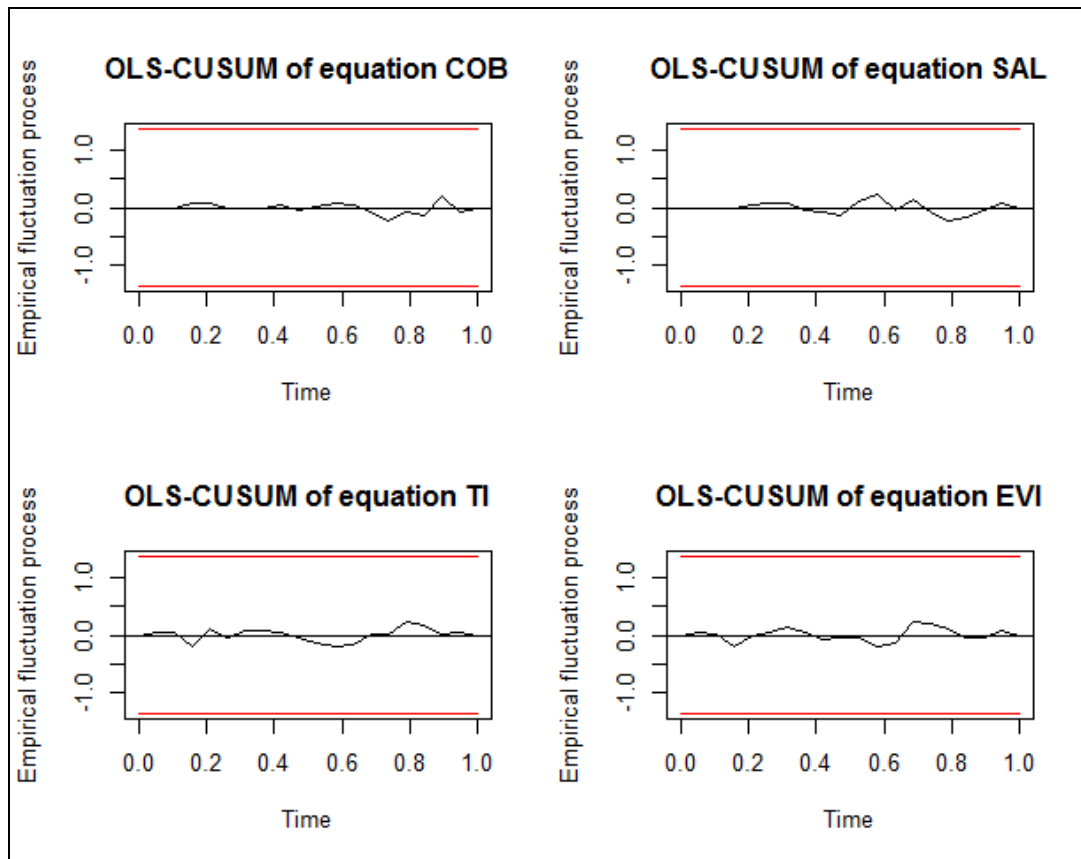 OLS-CUSUM of equation COB
Empirical fluctuation process
1.0
0.0
-1.0
0.0 0.2 0.4 0.6 0.8 1.0
Time
OLS-CUSUM of equation SAL
Empirical fluctuation process
1.0
0.0
-1.0
0.0 0.2 0.4 0.6 0.8 1.0
Time
OLS-CUSUM of equation TI
Empirical fluctuation process
1.0
0.0
-1.0
0.0 0.2 0.4 0.6 0.8 1.0
Time
OLS-CUSUM of equation EVI
Empirical fluctuation process
1.0
0.0
-1.0
0.0 0.2 0.4 0.6 0.8 1.0
Time